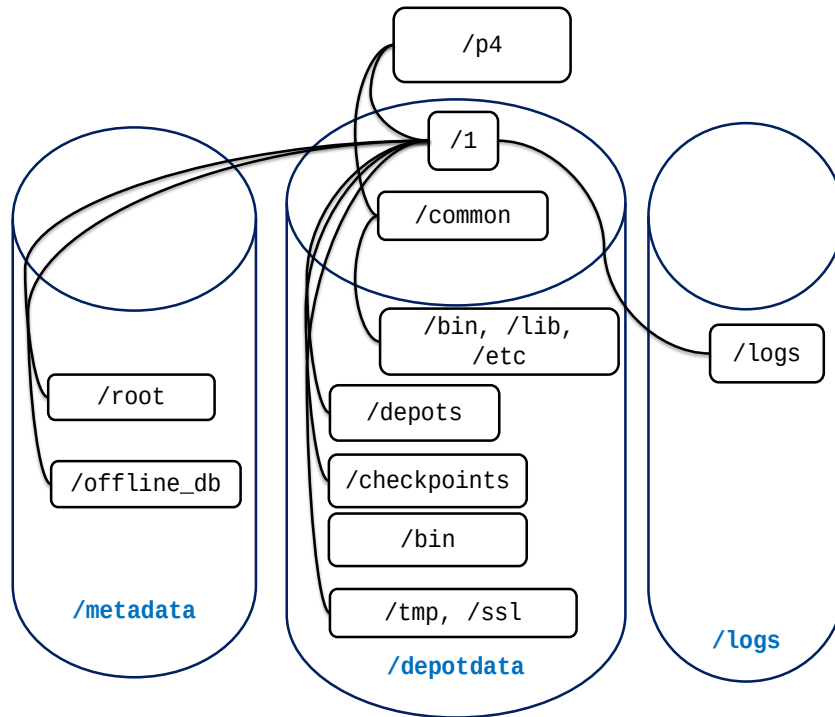 /p4
/1
/common
/bin, /lib,
/etc
/logs
/root
/depots
/offline_db
/checkpoints
/bin
/tmp, /ssl
/metadata
/depotdata
/logs